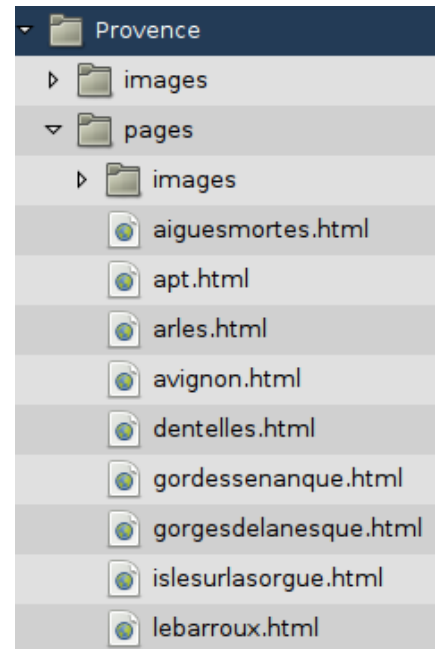 Provence
images
pages
images
aiguesmortes.html
apt.html
arles.html
avignon.html
dentelles.html
gordessenanque.html
gorgesdelanesque.html
islesurlasorgue.html
lebarroux.html